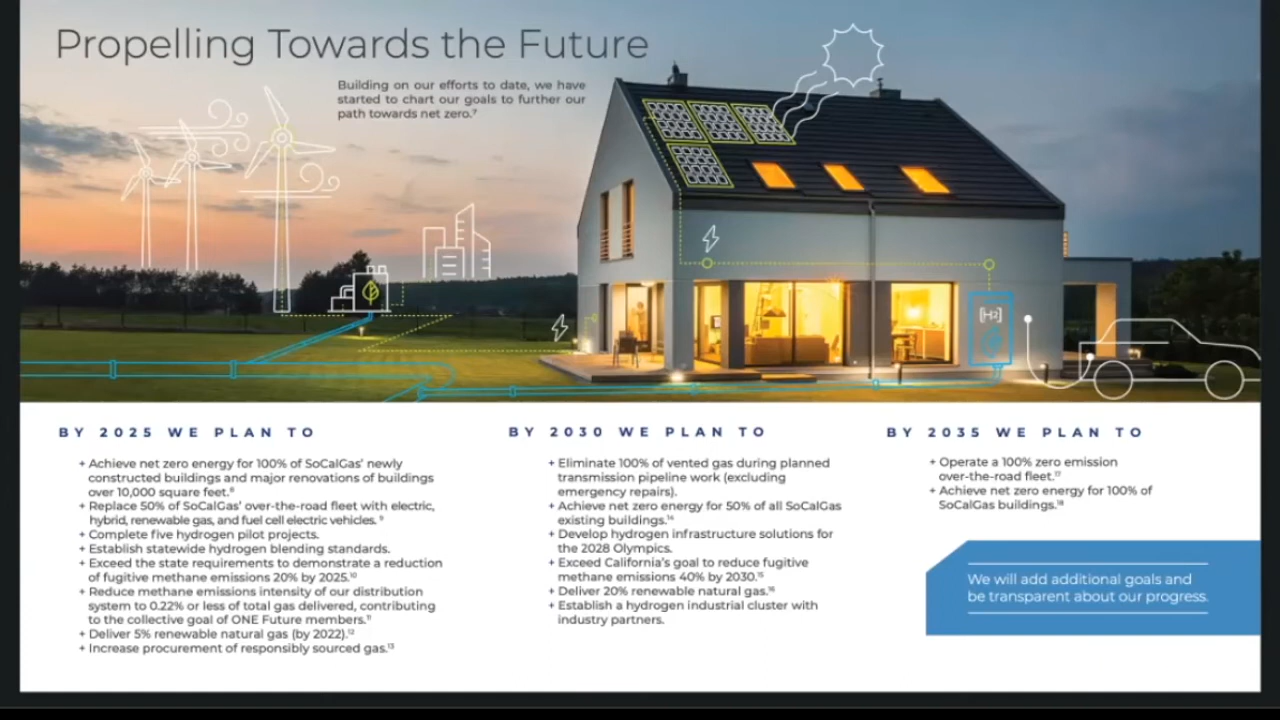 Propelling Towards the Future
Building on our efforts to date, we have
started to chart our goals to further our
path towards net zero.⁷
[H2]
BY 2025 WE PLAN TO
+ Achieve net zero energy for 100% of SoCalGas' newly
constructed buildings and major renovations of buildings
over 10,000 square feet.⁸
+ Replace 50% of SoCalGas' over-the-road fleet with electric,
hybrid, renewable gas, and fuel cell electric vehicles. ⁹
+ Complete five hydrogen pilot projects.
+ Establish statewide hydrogen blending standards.
+ Exceed the state requirements to demonstrate a reduction
of fugitive methane emissions 20% by 2025.¹⁰
+ Reduce methane emissions intensity of our distribution
system to 0.22% or less of total gas delivered, contributing
to the collective goal of ONE Future members.¹¹
+ Deliver 5% renewable natural gas (by 2022).¹²
+ Increase procurement of responsibly sourced gas.¹³
BY 2030 WE PLAN TO
+ Eliminate 100% of vented gas during planned
transmission pipeline work (excluding
emergency repairs).
+ Achieve net zero energy for 50% of all SoCalGas
existing buildings.¹⁴
+ Develop hydrogen infrastructure solutions for
the 2028 Olympics.
+ Exceed California's goal to reduce fugitive
methane emissions 40% by 2030.¹⁵
+ Deliver 20% renewable natural gas.¹⁶
+ Establish a hydrogen industrial cluster with
industry partners.
BY 2035 WE PLAN TO
+ Operate a 100% zero emission
over-the-road fleet.¹⁷
+ Achieve net zero energy for 100% of
SoCalGas buildings.¹⁸
We will add additional goals and
be transparent about our progress.